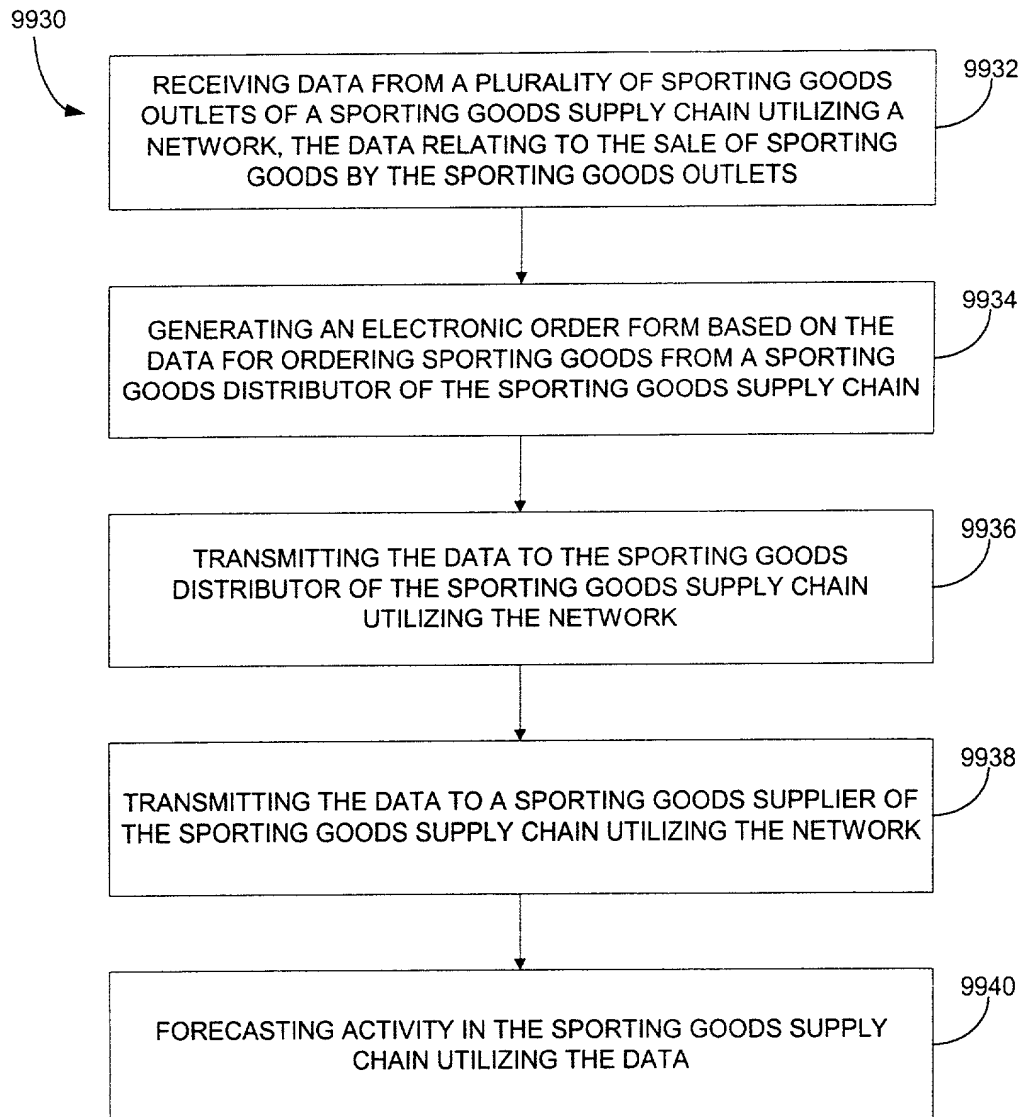 9930
RECEIVING DATA FROM A PLURALITY OF SPORTING GOODS
OUTLETS OF A SPORTING GOODS SUPPLY CHAIN UTILIZING A
NETWORK, THE DATA RELATING TO THE SALE OF SPORTING
GOODS BY THE SPORTING GOODS OUTLETS
9932
GENERATING AN ELECTRONIC ORDER FORM BASED ON THE
DATA FOR ORDERING SPORTING GOODS FROM A SPORTING
GOODS DISTRIBUTOR OF THE SPORTING GOODS SUPPLY CHAIN
9934
TRANSMITTING THE DATA TO THE SPORTING GOODS
DISTRIBUTOR OF THE SPORTING GOODS SUPPLY CHAIN
UTILIZING THE NETWORK
9936
TRANSMITTING THE DATA TO A SPORTING GOODS SUPPLIER OF
THE SPORTING GOODS SUPPLY CHAIN UTILIZING THE NETWORK
9938
FORECASTING ACTIVITY IN THE SPORTING GOODS SUPPLY
CHAIN UTILIZING THE DATA
9940